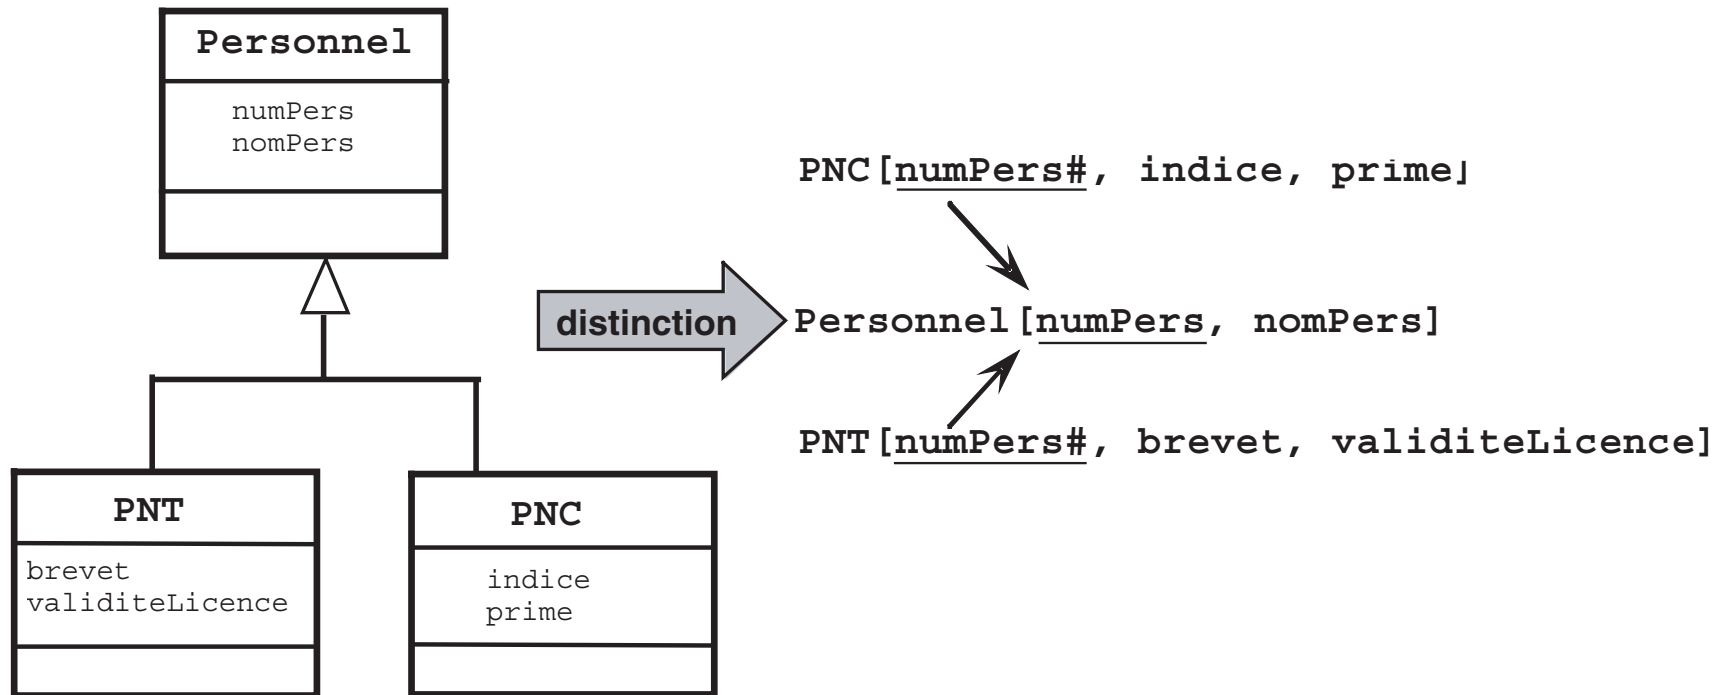 Personnel
numPers
nomPers
PNT
brevet
validiteLicence
PNC
indice
prime
distinction
PNC[numPers#, indice, prime]
Personnel[numPers, nomPers]
PNT[numPers#, brevet, validiteLicence]